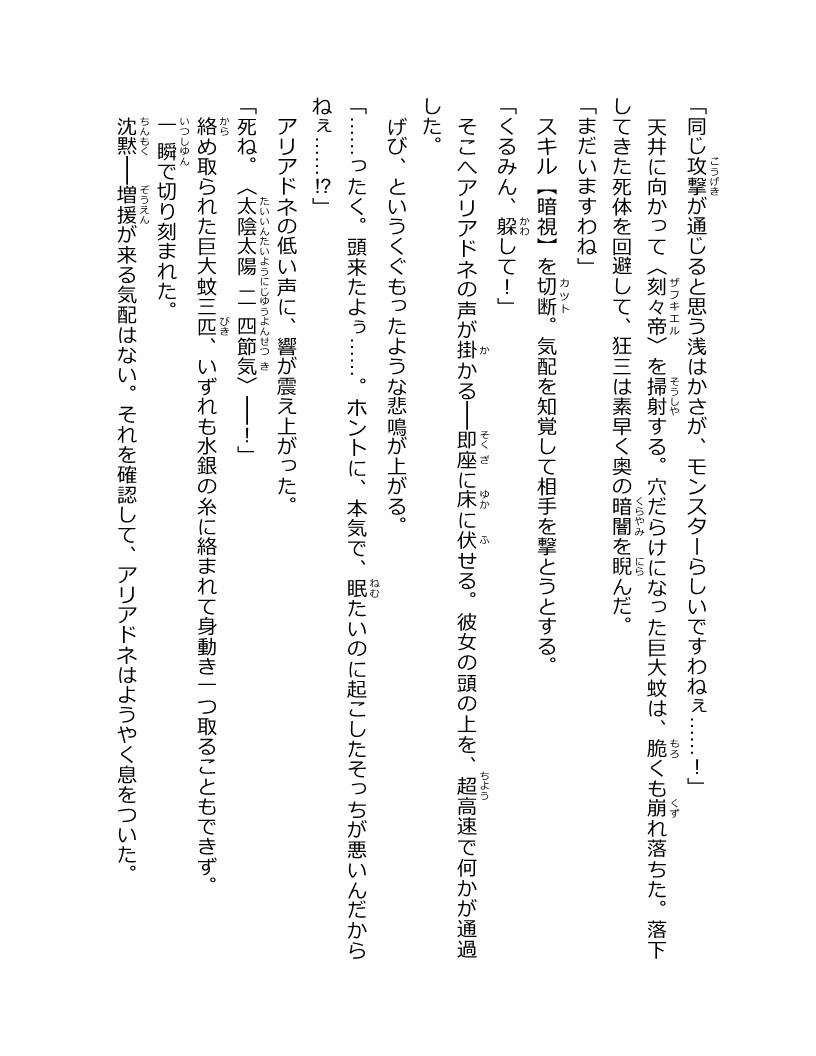 「同じ攻撃が通じると思う浅はかさが、モンスターらしいですわねぇ……！」
天井に向かって〈刻々帝〉を掃射する。穴だらけになった巨大蚊は、脆くも崩れ落ちた。落下
してきた死体を回避して、狂三は素早く奥の暗闇を睨んだ。
「まだいますわね」
スキル【暗視】を切断。気配を知覚して相手を撃とうとする。
「くるみん、躱して！」
そこへアリアドネの声が掛かる――即座に床に伏せる。彼女の頭の上を、超高速で何かが通過
した。
げび、というくぐもったような悲鳴が上がる。
「……ったく。頭来たよぅ……。ホントに、本気で、眠たいのに起こしたそっちが悪いんだから
ねぇ……!?」
アリアドネの低い声に、響が震え上がった。
「死ね。〈太陰太陽　二四節気〉――！」
絡め取られた巨大蚊三匹、いずれも水銀の糸に絡まれて身動き一つ取ることもできず。
一瞬で切り刻まれた。
沈黙――増援が来る気配はない。それを確認して、アリアドネはようやく息をついた。